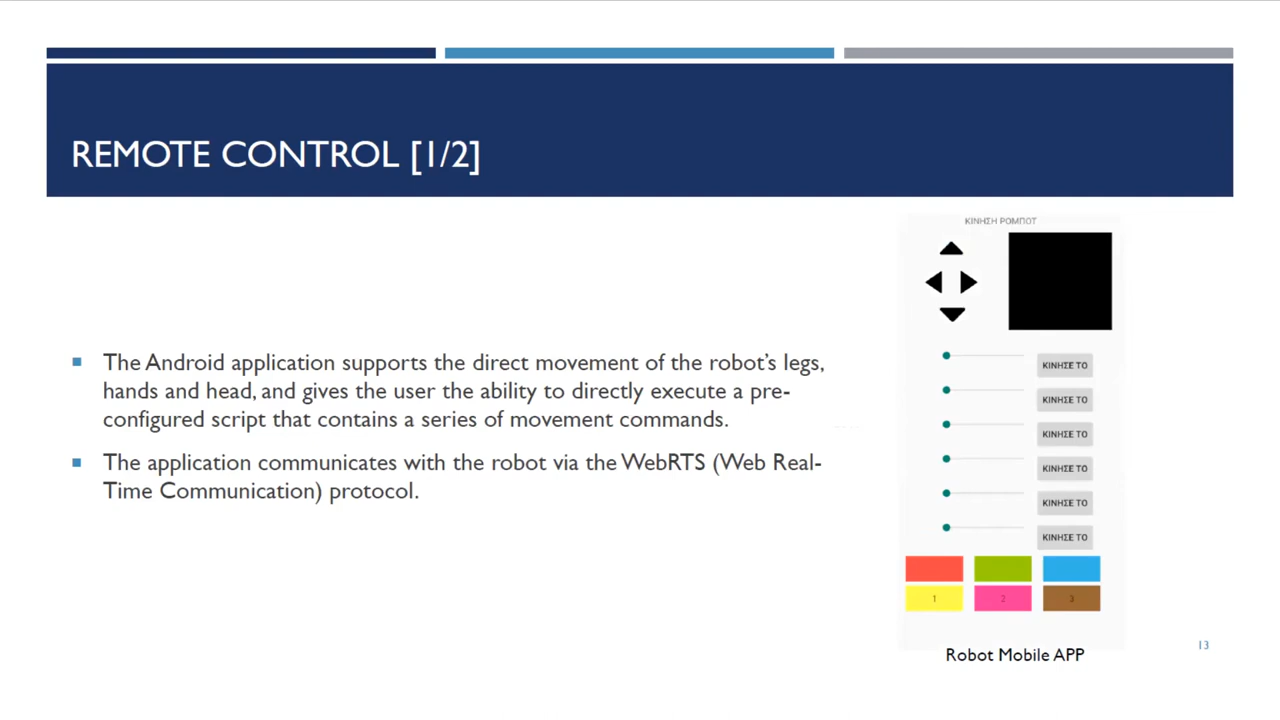 REMOTE CONTROL [1/2]
The Android application supports the direct movement of the robot's legs,
hands and head, and gives the user the ability to directly execute a pre-
configured script that contains a series of movement commands.
The application communicates with the robot via the WebRTS (Web Real-
Time Communication) protocol.
ΚΙΝΗΣΗ ΡΟΜΠΟΤ
ΚΙΝΗΣΕ ΤΟ
ΚΙΝΗΣΕ ΤΟ
ΚΙΝΗΣΕ ΤΟ
ΚΙΝΗΣΕ ΤΟ
ΚΙΝΗΣΕ ΤΟ
ΚΙΝΗΣΕ ΤΟ
1 2 3
Robot Mobile APP
13